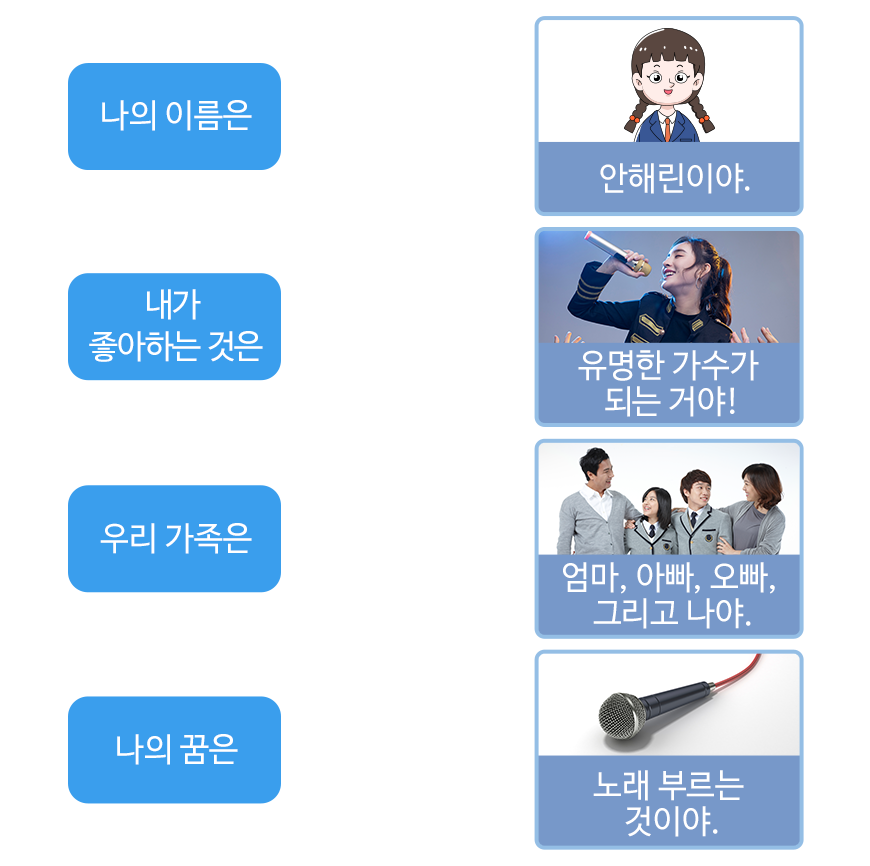 나의 이름은
안해린이야.
내가
좋아하는 것은
유명한 가수가
되는 거야!
우리 가족은
엄마, 아빠, 오빠,
그리고 나야.
나의 꿈은
노래 부르는
것이야.